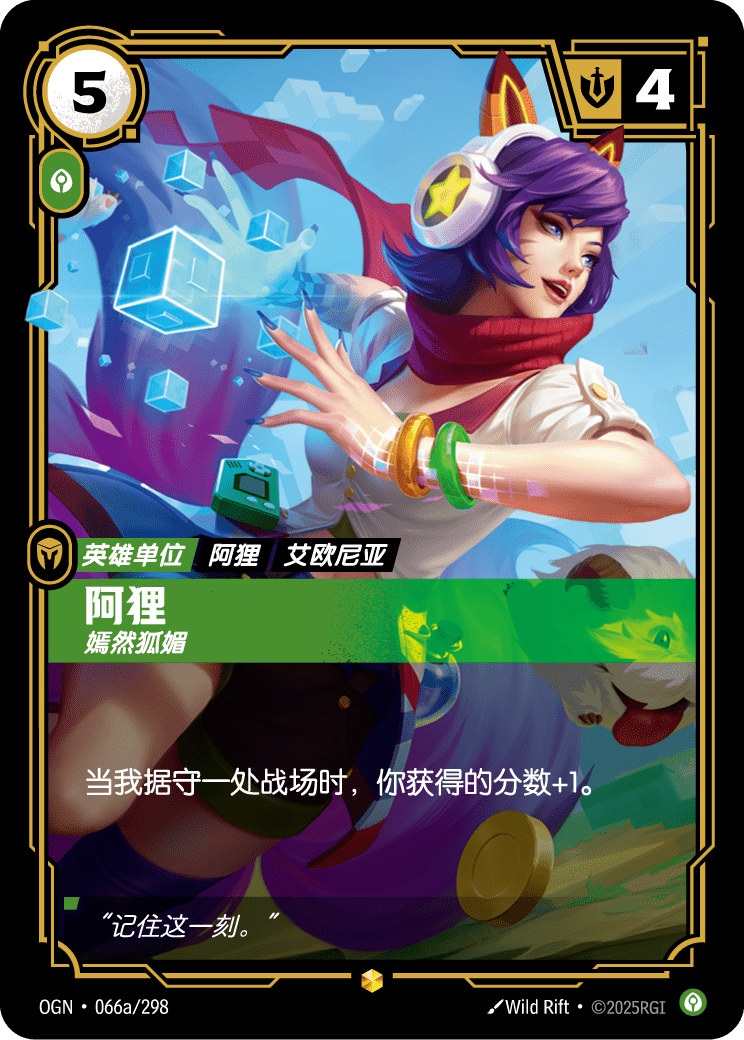 5
4
英雄单位 阿狸 艾欧尼亚
阿狸
嫣然狐媚
当我据守一处战场时，你获得的分数+1。
“记住这一刻。”
OGN • 066a/298
Wild Rift • ©2025RGI